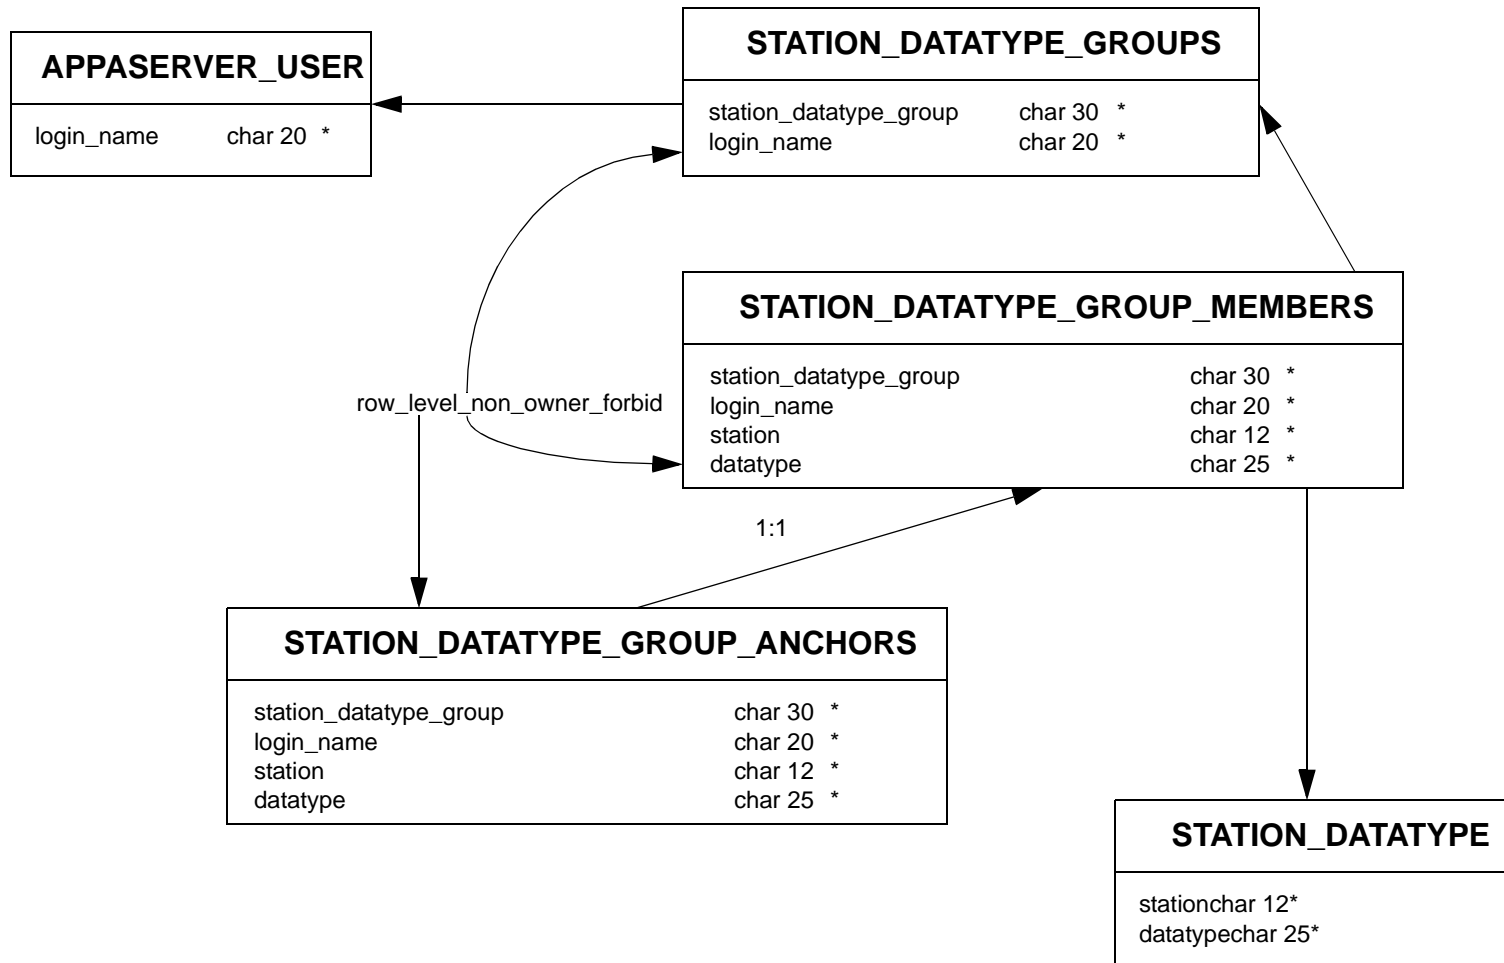 APPASERVER_USER
login_name char 20 *
STATION_DATATYPE_GROUPS
station_datatype_group char 30 *
login_name char 20 *
STATION_DATATYPE_GROUP_MEMBERS
station_datatype_group char 30 *
login_name char 20 *
station char 12 *
datatype char 25 *
row_level_non_owner_forbid
1:1
STATION_DATATYPE_GROUP_ANCHORS
station_datatype_group char 30 *
login_name char 20 *
station char 12 *
datatype char 25 *
STATION_DATATYPE
stationchar 12*
datatypechar 25*